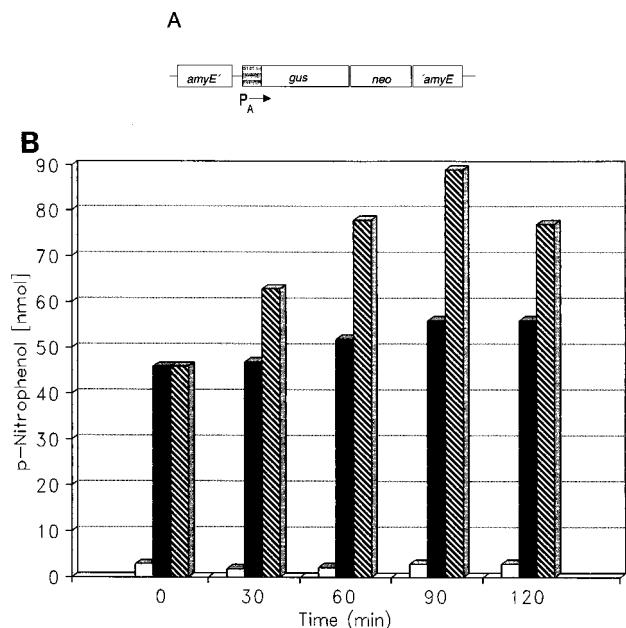 A
amyE' gus neo 'amyE
PA
B
90
80
70
60
50
40
30
20
10
0
p-Nitrophenol [nmol]
0 30 60 90 120
Time (min)